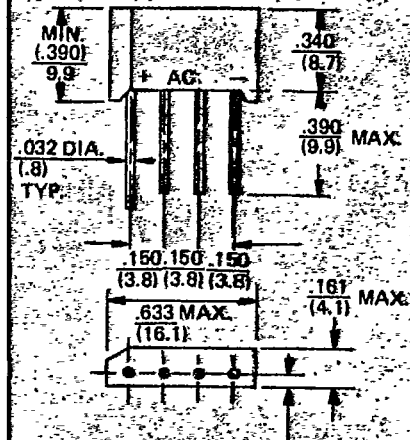 MIN.
(.390)
9.9
.340
(8.7)
+ AC -
.390 MAX.
(9.9)
.032 DIA.
(.8)
TYP.
.150 .150 .150
(3.8) (3.8) (3.8)
.633 MAX.
(16.1)
.161 MAX.
(4.1)